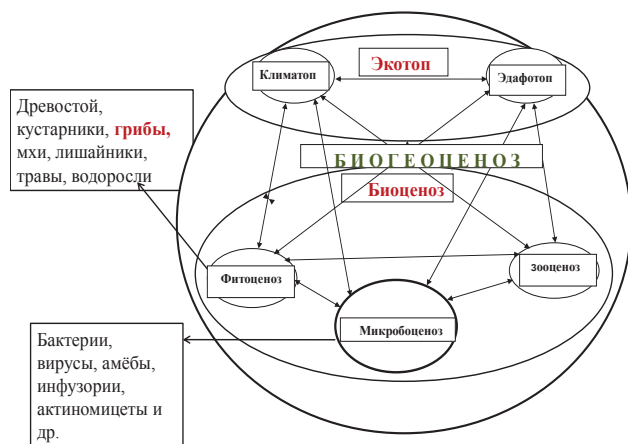 Экотоп
Климатоп
Эдафотоп
Древостой,
кустарники, грибы,
мхи, лишайники,
травы, водоросли
БИОГЕОЦЕНОЗ
Биоценоз
Фитоценоз
зооценоз
Микробоценоз
Бактерии,
вирусы, амёбы,
инфузории,
актиномицеты и
др.